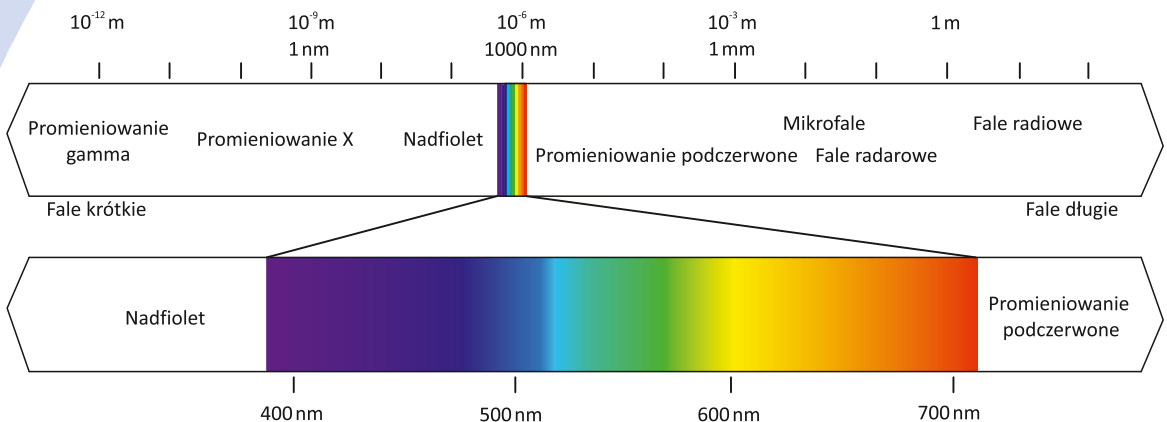 10⁻¹² m 10⁻⁹ m 10⁻⁶ m 10⁻³ m 1 m
1 nm 1000 nm 1 mm
Promieniowanie gamma
Promieniowanie X
Nadfiolet
Promieniowanie podczerwone
Mikrofale
Fale radarowe
Fale radiowe
Fale krótkie
Fale długie
Nadfiolet
Promieniowanie
podczerwone
400 nm 500 nm 600 nm 700 nm